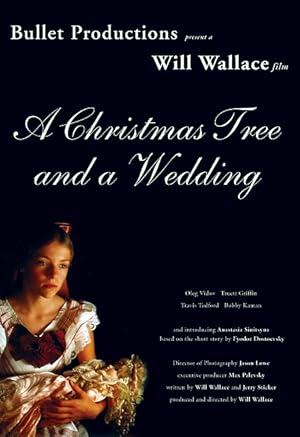 Bullet Productions present a
Will Wallace film
A Christmas Tree
and a Wedding
Oleg Vidov Truett Griffin
Travis Tedford Bobby Kaman
and introducing Anastasia Sinitsyna
based on the short story by Fyodor Dostoevsky
Director of Photography Jason Lowe
executive producer Max Palevsky
written by Will Wallace and Jerry Sticker
produced and directed by Will Wallace